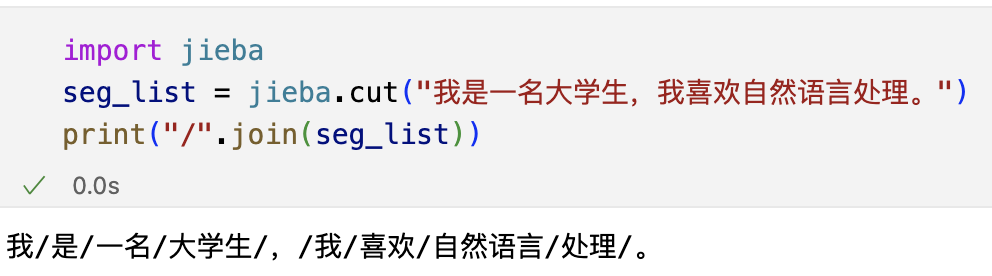 import jieba
seg_list = jieba.cut("我是一名大学生，我喜欢自然语言处理。")
print("/".join(seg_list))
✓ 0.0s
我/是/一名/大学生/，/我/喜欢/自然语言/处理/。